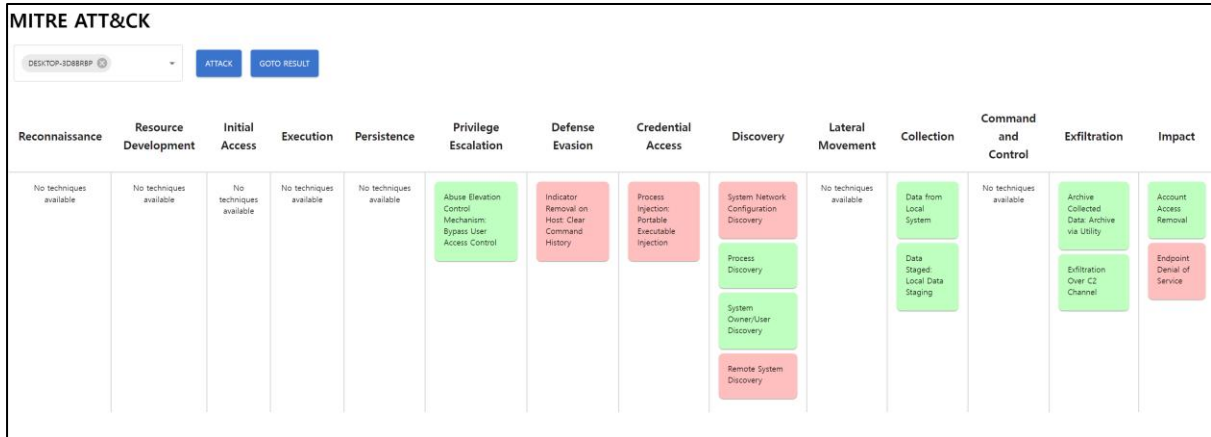 MITRE ATT&CK
DESKTOP-3D8BRBP
ATTACK
GOTO RESULT
Reconnaissance
Resource
Development
Initial
Access
Execution
Persistence
Privilege
Escalation
Defense
Evasion
Credential
Access
Discovery
Lateral
Movement
Collection
Command
and
Control
Exfiltration
Impact
No techniques
available
No techniques
available
No
techniques
available
No techniques
available
No techniques
available
Abuse Elevation
Control
Mechanism:
Bypass User
Access Control
Indicator
Removal on
Host: Clear
Command
History
Process
Injection:
Portable
Executable
Injection
System Network
Configuration
Discovery
Process
Discovery
System
Owner/User
Discovery
Remote System
Discovery
No techniques
available
Data from
Local
System
Data
Staged:
Local Data
Staging
No techniques
available
Archive
Collected
Data: Archive
via Utility
Exfiltration
Over C2
Channel
Account
Access
Removal
Endpoint
Denial of
Service